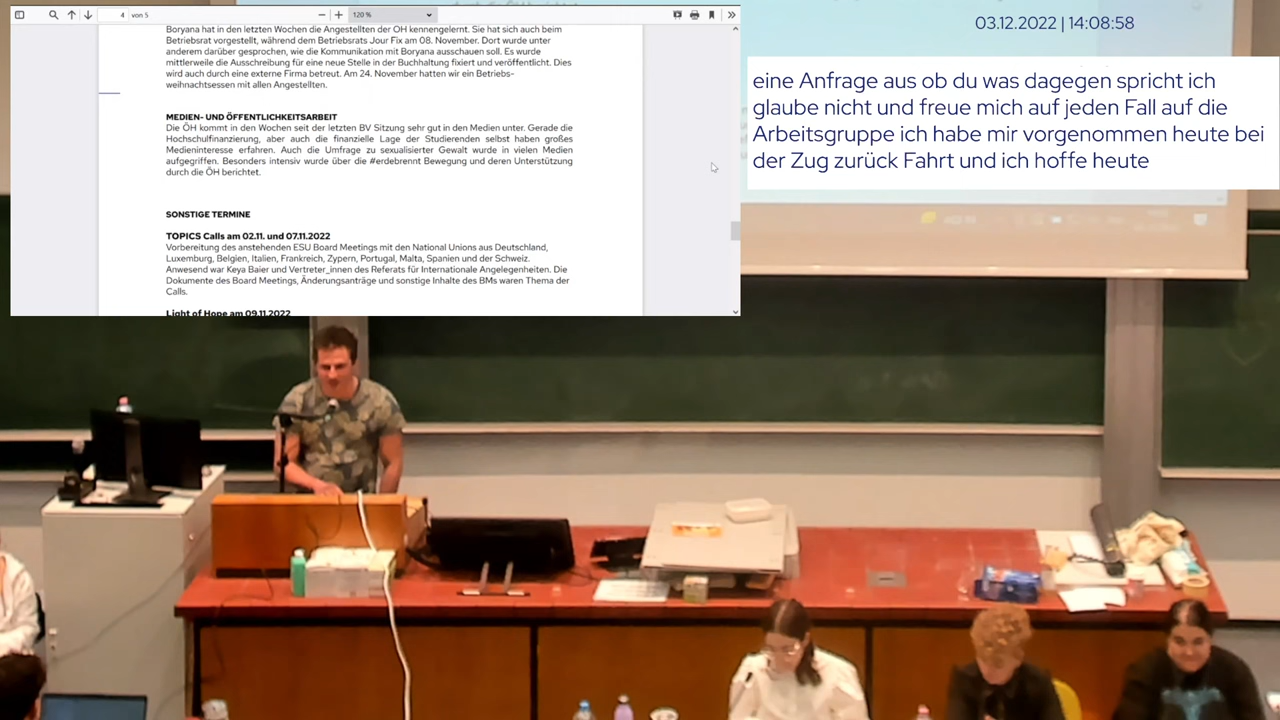 4 von 5
120 %
03.12.2022 | 14:08:58
Boryana hat in den letzten Wochen die Angestellten der ÖH kennengelernt. Sie hat sich auch beim
Betriebsrat vorgestellt, während dem Betriebsrats Jour Fix am 08. November. Dort wurde unter
anderem darüber gesprochen, wie die Kommunikation mit Boryana ausschauen soll. Es wurde
mittlerweile die Ausschreibung für eine neue Stelle in der Buchhaltung fixiert und veröffentlicht. Dies
wird auch durch eine externe Firma betreut. Am 24. November hatten wir ein Betriebs-
weihnachtsessen mit allen Angestellten.
MEDIEN- UND ÖFFENTLICHKEITSARBEIT
Die ÖH kommt in den Wochen seit der letzten BV Sitzung sehr gut in den Medien unter. Gerade die
Hochschulfinanzierung, aber auch die finanzielle Lage der Studierenden selbst haben großes
Medieninteresse erfahren. Auch die Umfrage zu sexualisierter Gewalt wurde in vielen Medien
aufgegriffen. Besonders intensiv wurde über die #erdebrennt Bewegung und deren Unterstützung
durch die ÖH berichtet.
SONSTIGE TERMINE
TOPICS Calls am 02.11. und 07.11.2022
Vorbereitung des anstehenden ESU Board Meetings mit den National Unions aus Deutschland,
Luxemburg, Belgien, Italien, Frankreich, Zypern, Portugal, Malta, Spanien und der Schweiz.
Anwesend war Keya Baier und Vertreter_innen des Referats für Internationale Angelegenheiten. Die
Dokumente des Board Meetings, Änderungsanträge und sonstige Inhalte des BMs waren Thema der
Calls.
Light of Hope am 09.11.2022
eine Anfrage aus ob du was dagegen spricht ich
glaube nicht und freue mich auf jeden Fall auf die
Arbeitsgruppe ich habe mir vorgenommen heute bei
der Zug zurück Fahrt und ich hoffe heute